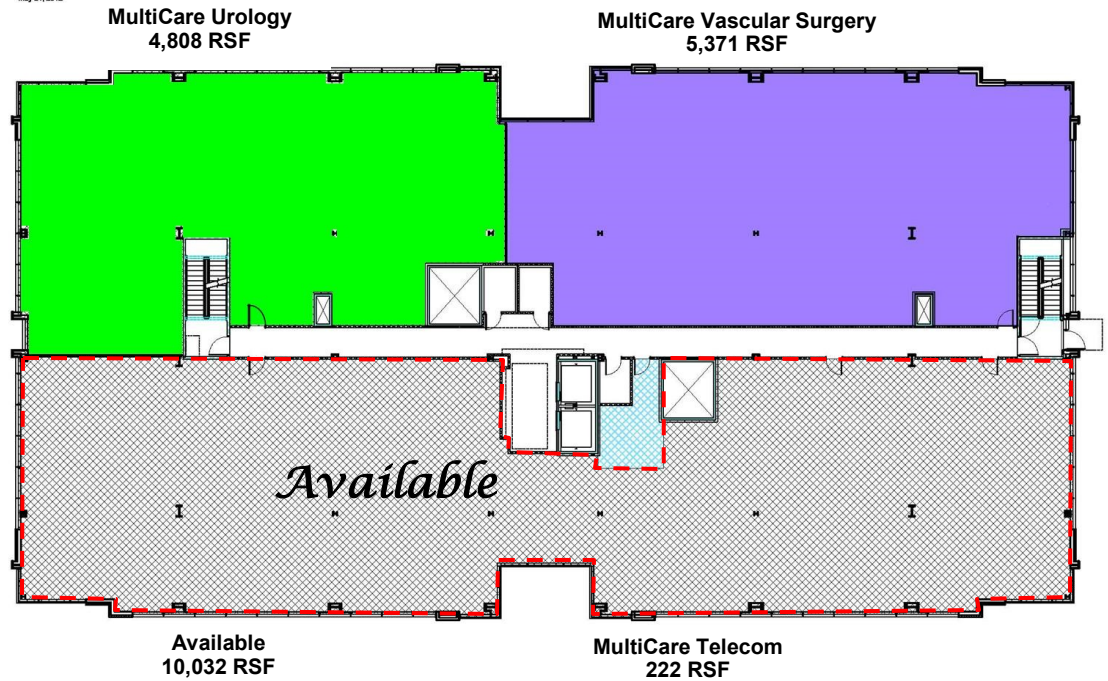 MultiCare Urology
4,808 RSF
MultiCare Vascular Surgery
5,371 RSF
Available
Available
10,032 RSF
MultiCare Telecom
222 RSF